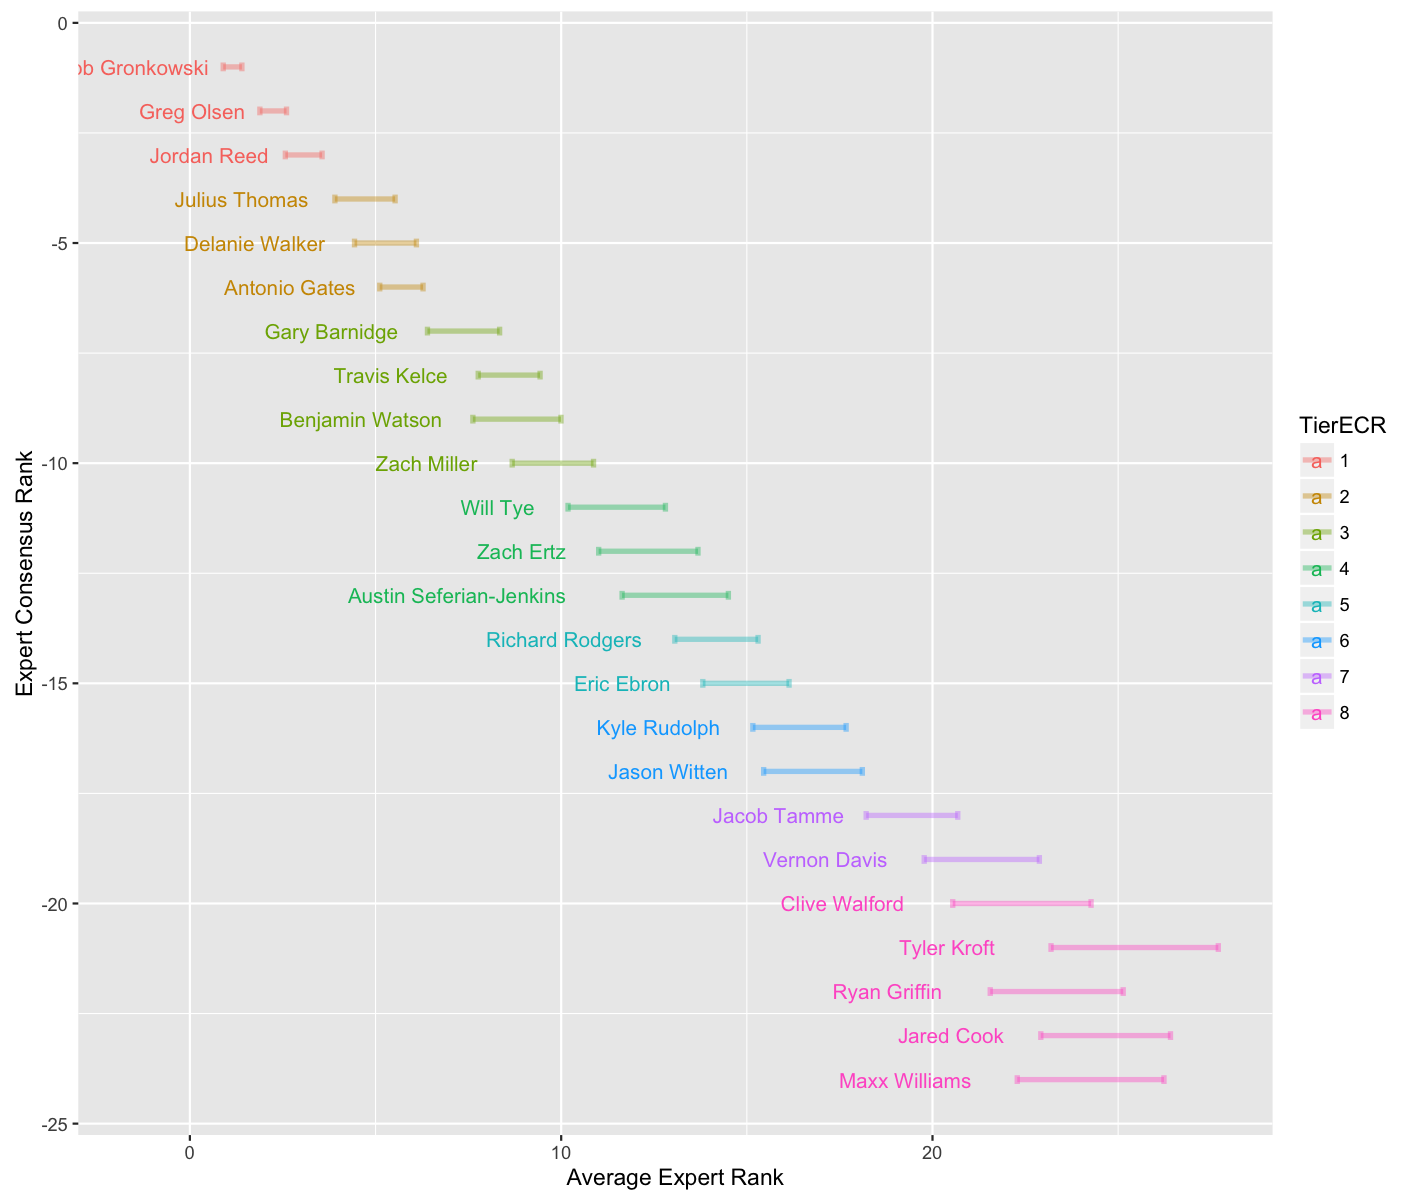 0
ob Gronkowski
Greg Olsen
Jordan Reed
Julius Thomas
-5
Delanie Walker
Antonio Gates
Gary Barnidge
Travis Kelce
Benjamin Watson
-10
Zach Miller
Will Tye
Zach Ertz
Austin Seferian-Jenkins
Richard Rodgers
-15
Eric Ebron
Kyle Rudolph
Jason Witten
Jacob Tamme
Vernon Davis
-20
Clive Walford
Tyler Kroft
Ryan Griffin
Jared Cook
Maxx Williams
-25
0 10 20
Average Expert Rank
Expert Consensus Rank
TierECR
a 1
a 2
a 3
a 4
a 5
a 6
a 7
a 8